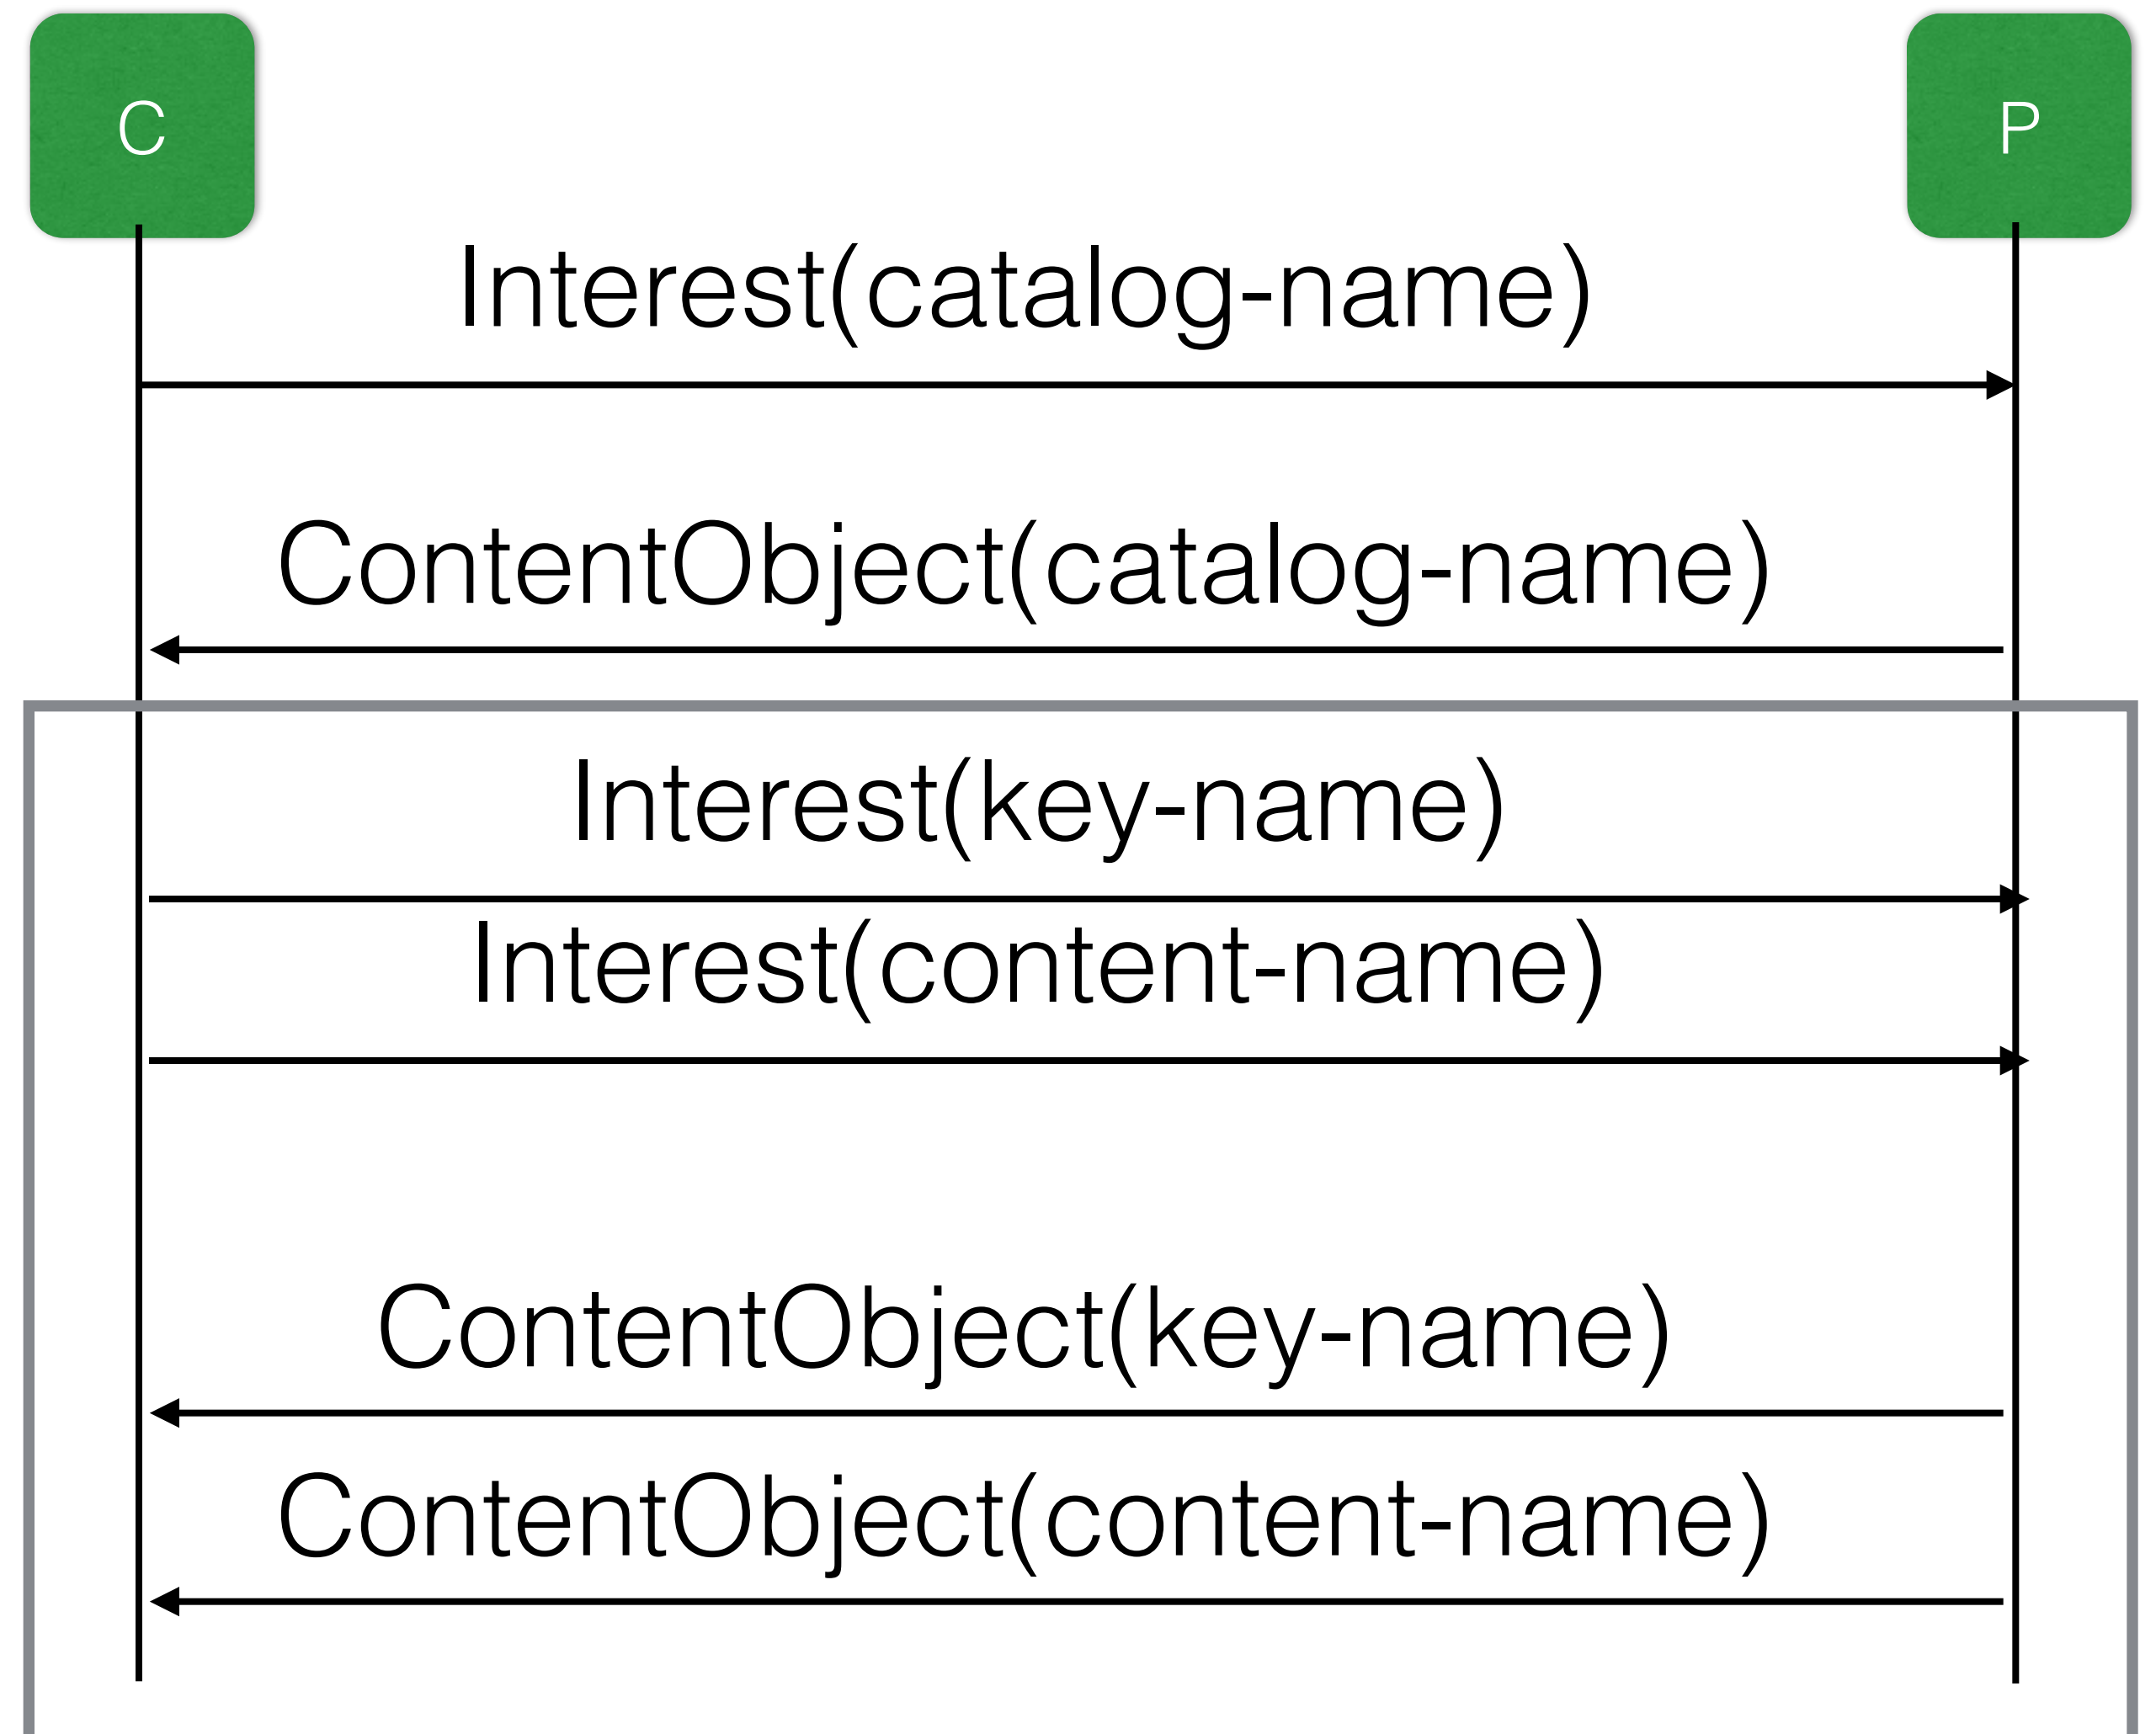 C
P
Interest(catalog-name)
ContentObject(catalog-name)
Interest(key-name)
Interest(content-name)
ContentObject(key-name)
ContentObject(content-name)